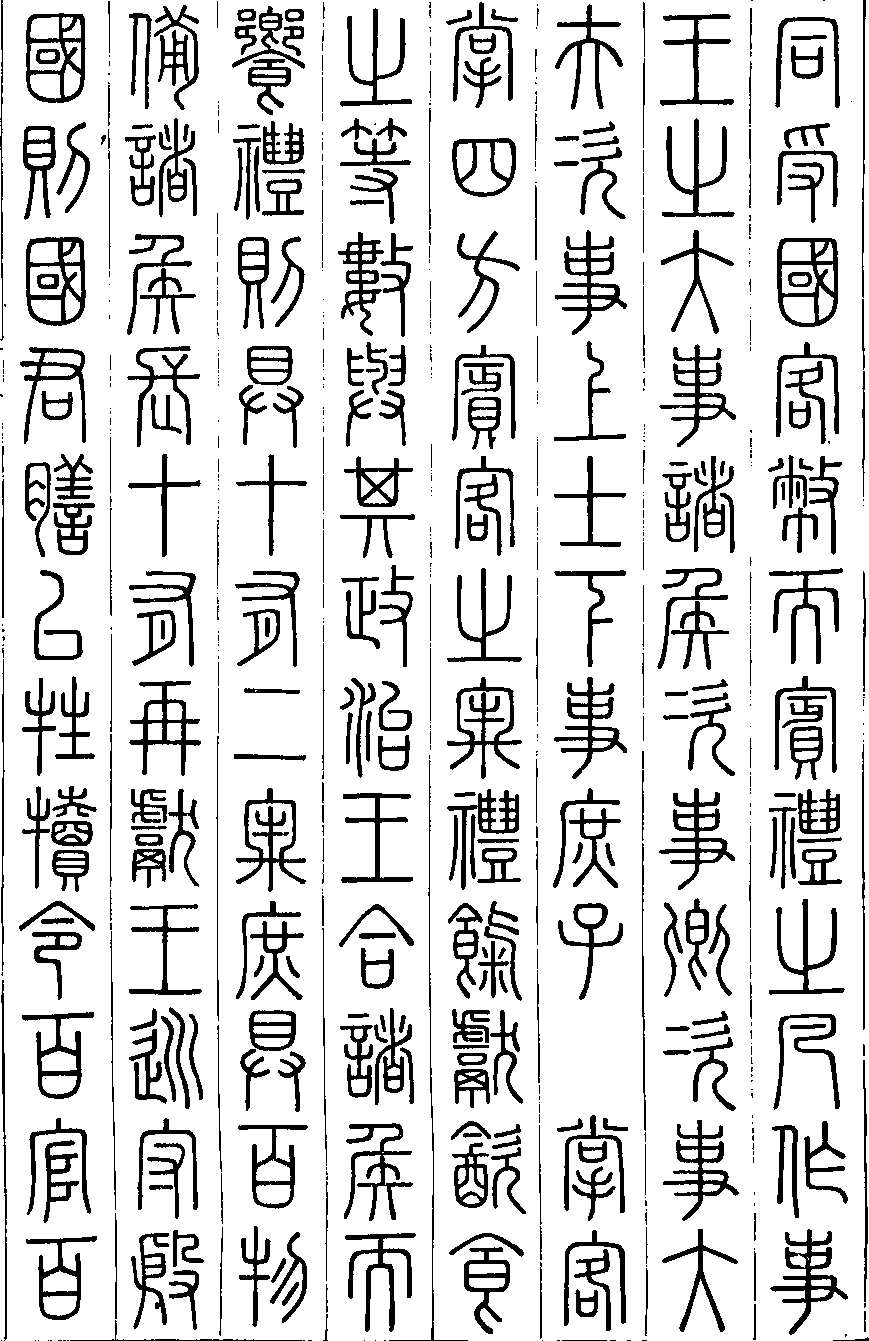 同受國客幣而賓禮之凡作事
王之大事諸侯次事卿次事大
夫次事上士下事庶子　掌客
掌四方賓客之牢禮餼獻飲食
之等數與其政治王合諸侯而
饗禮則具十有二牢庶具百物
備諸侯長十有再獻王巡守殷
國則國君膳以牲犢令百官百